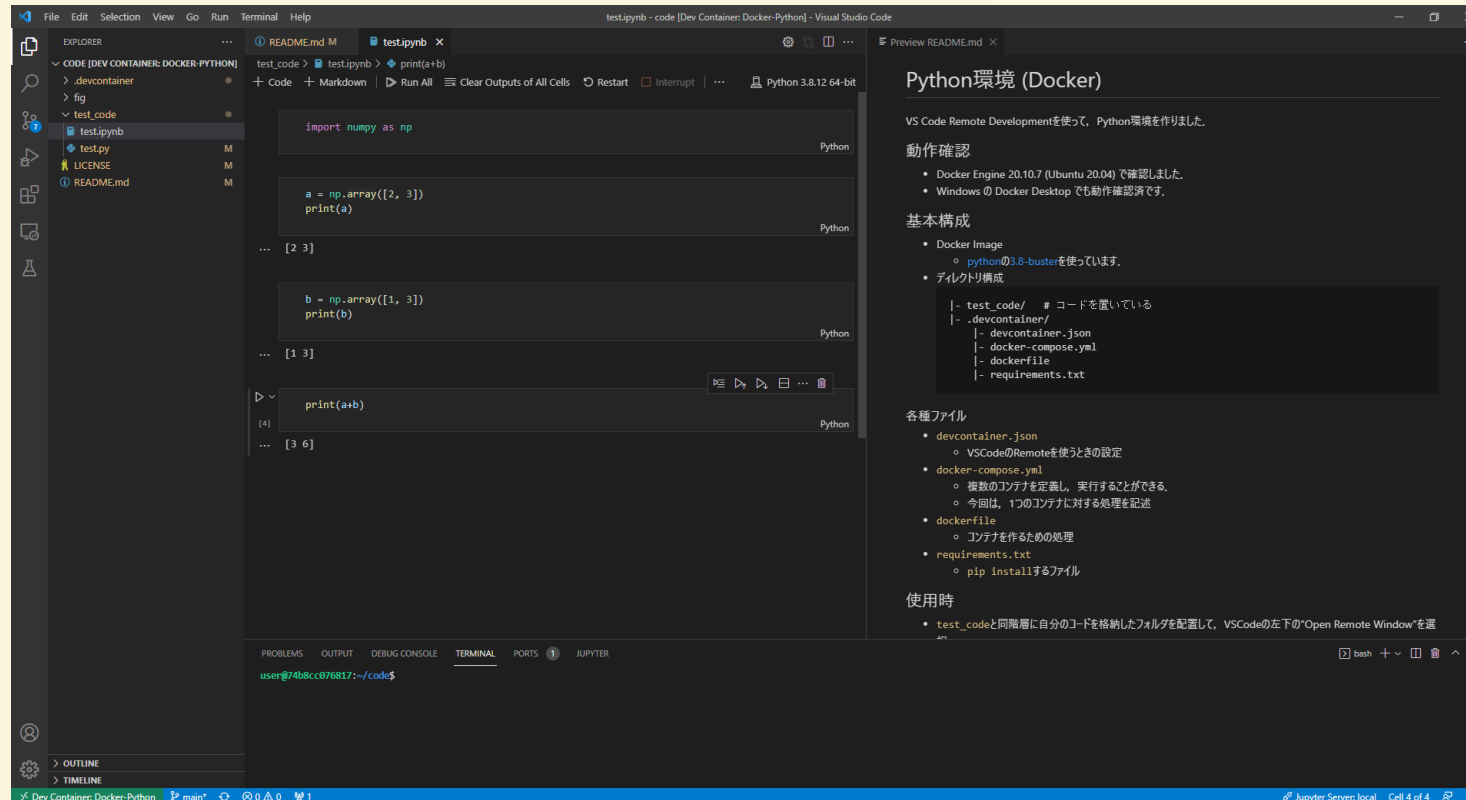 File Edit Selection View Go Run Terminal Help
test.ipynb - code [Dev Container: Docker-Python] - Visual Studio Code
EXPLORER
CODE [DEV CONTAINER: DOCKER-PYTHON]
.devcontainer
fig
test_code
test.ipynb
test.py M
LICENSE M
README.md M
7
OUTLINE
TIMELINE
README.md M test.ipynb
test_code > test.ipynb > print(a+b)
+ Code + Markdown Run All Clear Outputs of All Cells Restart Interrupt ... Python 3.8.12 64-bit
import numpy as np
Python
a = np.array([2, 3])
print(a)
Python
... [2 3]
b = np.array([1, 3])
print(b)
Python
... [1 3]
print(a+b)
[4] Python
... [3 6]
Preview README.md
Python環境 (Docker)
VS Code Remote Developmentを使って，Python環境を作りました．
動作確認
• Docker Engine 20.10.7 (Ubuntu 20.04) で確認しました．
• Windows の Docker Desktop でも動作確認済です．
基本構成
• Docker Image
◦ pythonの3.8-busterを使っています．
• ディレクトリ構成
|- test_code/ # コードを置いている
|- .devcontainer/
|- devcontainer.json
|- docker-compose.yml
|- dockerfile
|- requirements.txt
各種ファイル
• devcontainer.json
◦ VSCodeのRemoteを使うときの設定
• docker-compose.yml
◦ 複数のコンテナを定義し，実行することができる．
◦ 今回は，1つのコンテナに対する処理を記述
• dockerfile
◦ コンテナを作るための処理
• requirements.txt
◦ pip installするファイル
使用時
• test_codeと同階層に自分のコードを格納したフォルダを配置して，VSCodeの左下の"Open Remote Window"を選
PROBLEMS OUTPUT DEBUG CONSOLE TERMINAL PORTS 1 JUPYTER
bash
user@74b8cc076817:~/code$
Dev Container: Docker-Python main* 0 0 1
Jupyter Server: local Cell 4 of 4